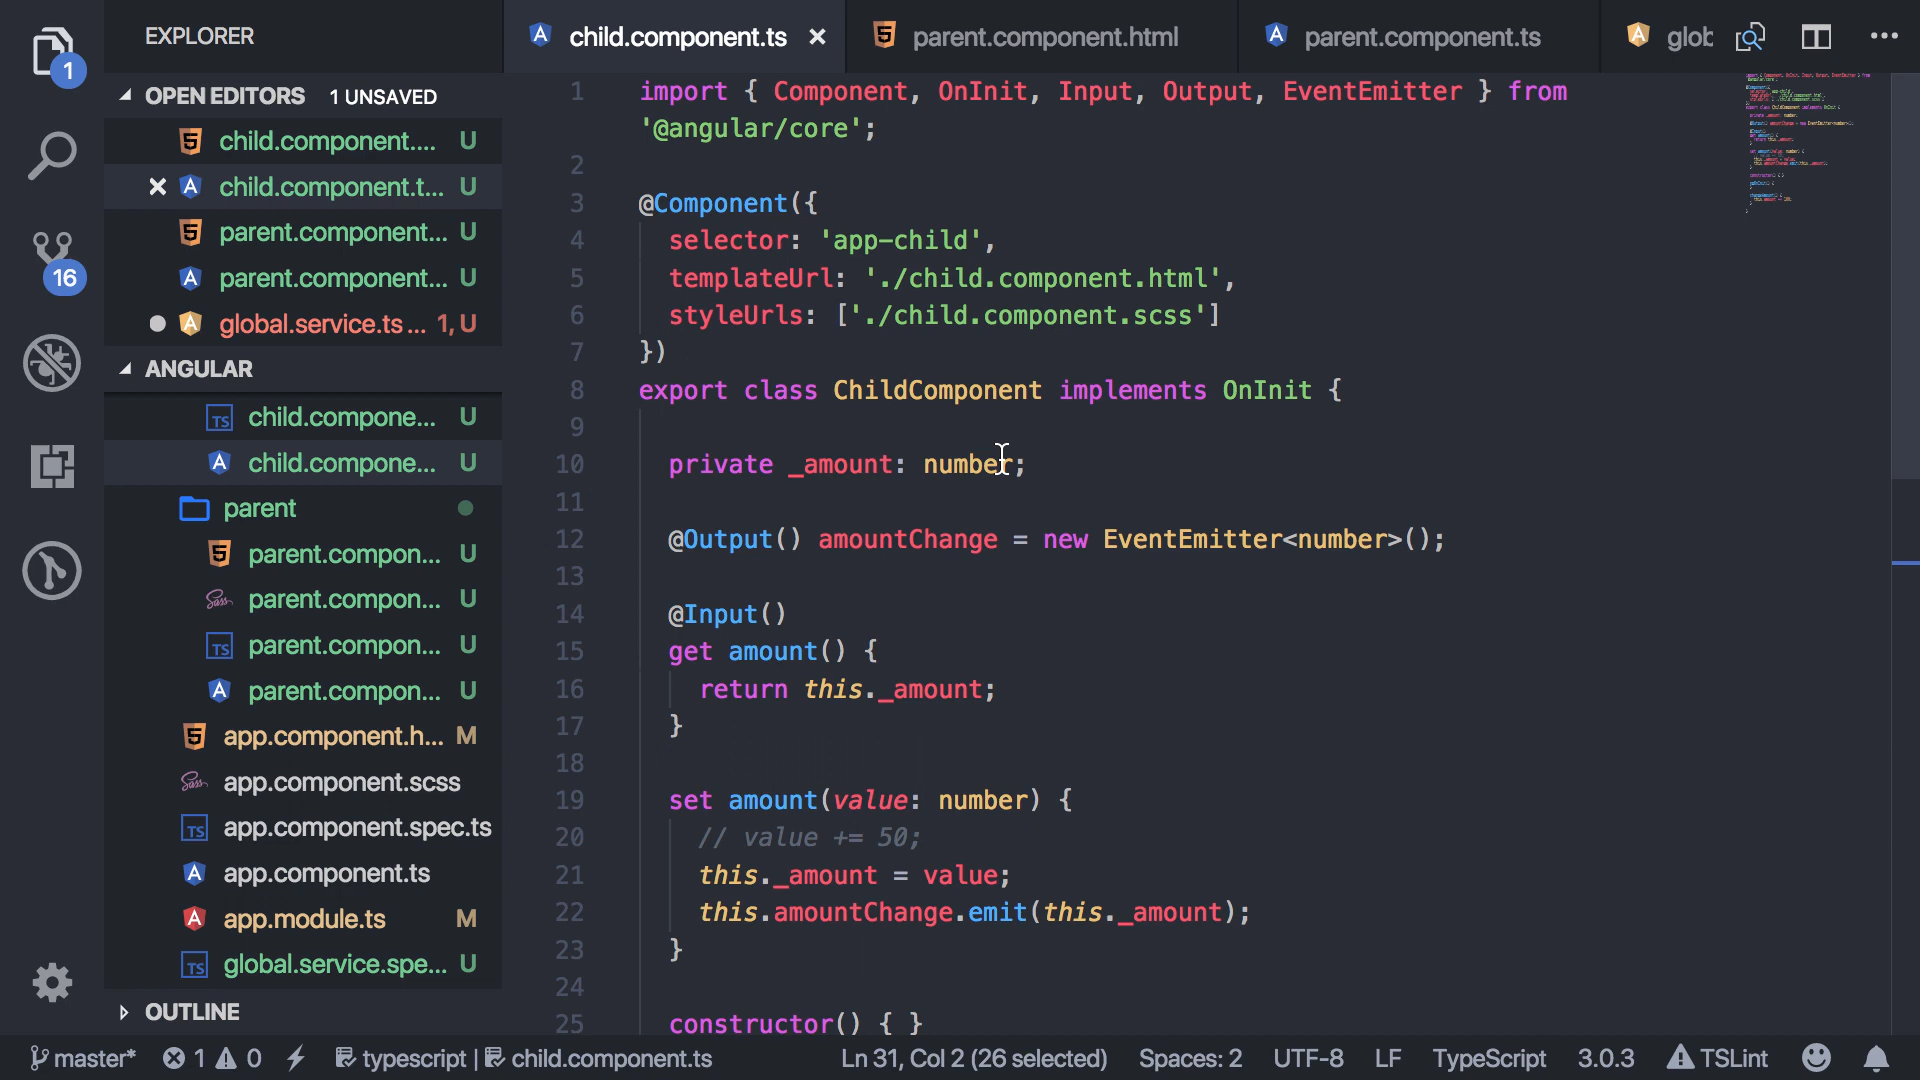 EXPLORER
child.component.ts
parent.component.html
parent.component.ts
glob
1
OPEN EDITORS 1 UNSAVED
child.component.... U
child.component.t... U
parent.component... U
parent.component... U
global.service.ts ... 1, U
16
ANGULAR
child.compone... U
child.compone... U
parent
parent.compon... U
parent.compon... U
parent.compon... U
parent.compon... U
app.component.h... M
app.component.scss
app.component.spec.ts
app.component.ts
app.module.ts M
global.service.spe... U
OUTLINE
1 import { Component, OnInit, Input, Output, EventEmitter } from
'@angular/core';
2
3 @Component({
4 selector: 'app-child',
5 templateUrl: './child.component.html',
6 styleUrls: ['./child.component.scss']
7 })
8 export class ChildComponent implements OnInit {
9
10 private _amount: number;
11
12 @Output() amountChange = new EventEmitter<number>();
13
14 @Input()
15 get amount() {
16 return this._amount;
17 }
18
19 set amount(value: number) {
20 // value += 50;
21 this._amount = value;
22 this.amountChange.emit(this._amount);
23 }
24
25 constructor() { }
master* 1 0 typescript | child.component.ts Ln 31, Col 2 (26 selected) Spaces: 2 UTF-8 LF TypeScript 3.0.3 TSLint